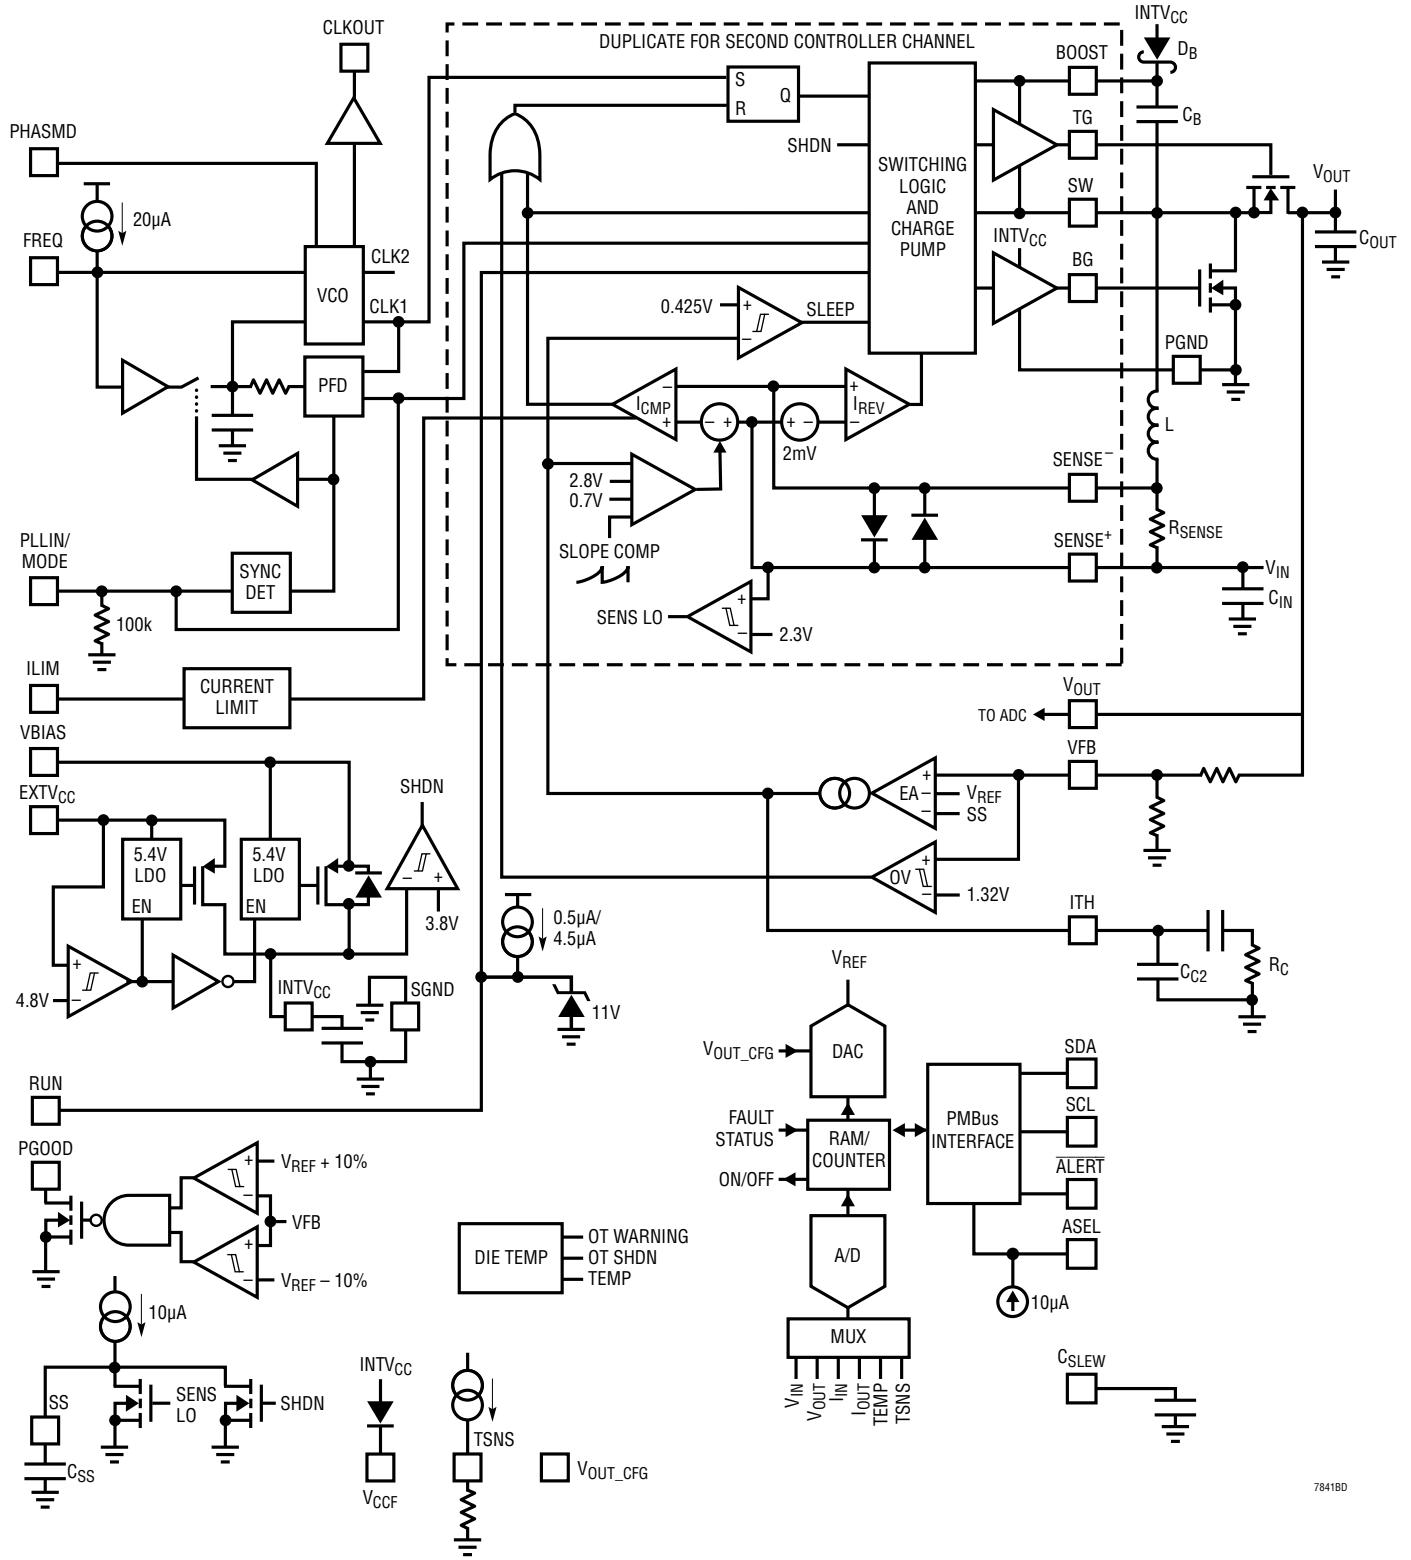 CLKOUT
PHASMD
20µA
FREQ
VCO
CLK2
CLK1
PFD
PLLIN/
MODE
SYNC
DET
100k
ILIM
CURRENT
LIMIT
VBIAS
EXTVCC
5.4V
LDO
EN
5.4V
LDO
EN
SHDN
– +
3.8V
+
–
4.8V
INTVCC
SGND
RUN
PGOOD
+
–
VREF + 10%
VFB
+
–
VREF – 10%
10µA
SS
SENS
LO
SHDN
CSS
INTVCC
VCCF
TSNS
VOUT_CFG
DIE TEMP
OT WARNING
OT SHDN
TEMP
0.5µA/
4.5µA
11V
DUPLICATE FOR SECOND CONTROLLER CHANNEL
S
R
Q
SHDN
SWITCHING
LOGIC
AND
CHARGE
PUMP
0.425V
+
–
SLEEP
ICMP
–
+
– +
+ –
2mV
IREV
+
–
2.8V
0.7V
SLOPE COMP
SENS LO
+
–
2.3V
INTVCC
BOOST
TG
SW
BG
PGND
SENSE–
SENSE+
INTVCC
DB
CB
VOUT
COUT
L
RSENSE
VIN
CIN
TO ADC
VOUT
VFB
EA
+
–
–
VREF
SS
OV
+
–
1.32V
ITH
CC2
RC
VREF
DAC
VOUT_CFG
FAULT
STATUS
RAM/
COUNTER
ON/OFF
A/D
MUX
VIN
VOUT
IIN
IOUT
TEMP
TSNS
PMBus
INTERFACE
SDA
SCL
ALERT
ASEL
10µA
CSLEW
7841BD